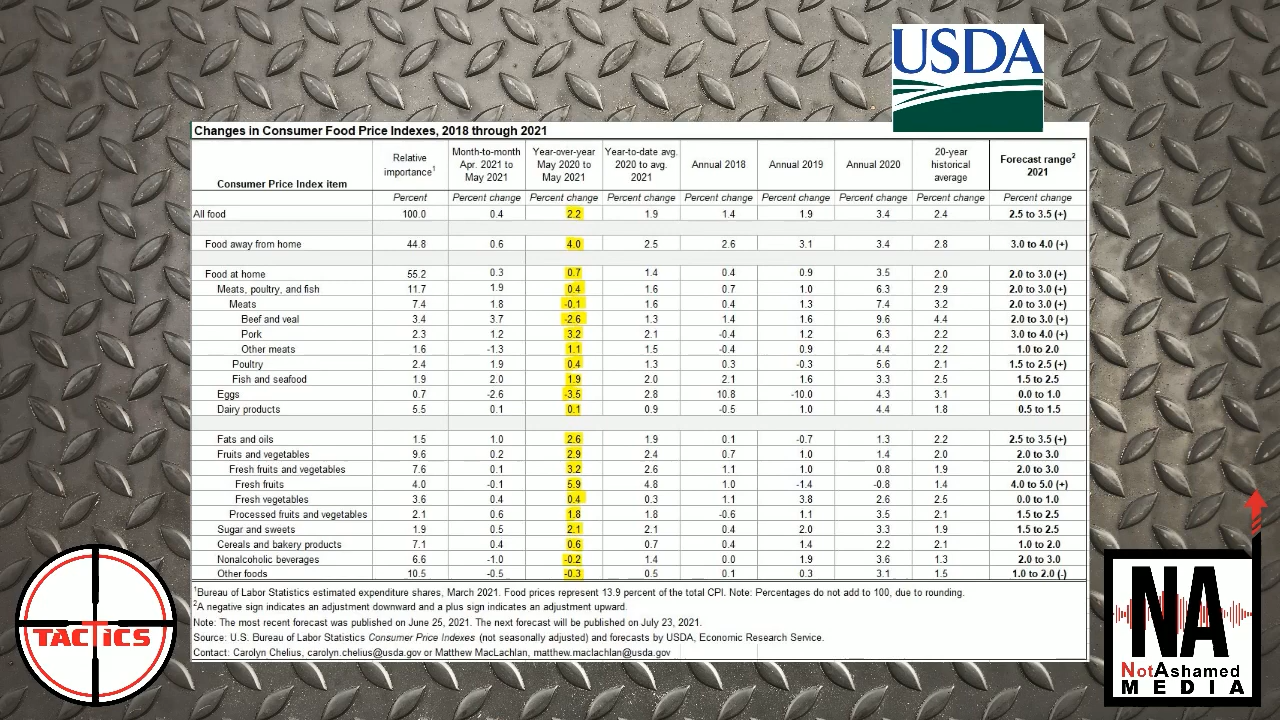 USDA
Changes in Consumer Food Price Indexes, 2018 through 2021
Consumer Price Index item Relative importance1 Month-to-month Apr. 2021 to May 2021 Year-over-year May 2020 to May 2021 Year-to-date avg. 2020 to avg. 2021 Annual 2018 Annual 2019 Annual 2020 20-year historical average Forecast range2 2021
Percent Percent change Percent change Percent change Percent change Percent change Percent change Percent change Percent change
All food 100.0 0.4 2.2 1.9 1.4 1.9 3.4 2.4 2.5 to 3.5 (+)
Food away from home 44.8 0.6 4.0 2.5 2.6 3.1 3.4 2.8 3.0 to 4.0 (+)
Food at home 55.2 0.3 0.7 1.4 0.4 0.9 3.5 2.0 2.0 to 3.0 (+)
Meats, poultry, and fish 11.7 1.9 0.4 1.6 0.7 1.0 6.3 2.9 2.0 to 3.0 (+)
Meats 7.4 1.8 -0.1 1.6 0.4 1.3 7.4 3.2 2.0 to 3.0 (+)
Beef and veal 3.4 3.7 -2.6 1.3 1.4 1.6 9.6 4.4 2.0 to 3.0 (+)
Pork 2.3 1.2 3.2 2.1 -0.4 1.2 6.3 2.2 3.0 to 4.0 (+)
Other meats 1.6 -1.3 1.1 1.5 -0.4 0.9 4.4 2.2 1.0 to 2.0
Poultry 2.4 1.9 0.4 1.3 0.3 -0.3 5.6 2.1 1.5 to 2.5 (+)
Fish and seafood 1.9 2.0 1.9 2.0 2.1 1.6 3.3 2.5 1.5 to 2.5
Eggs 0.7 -2.6 -3.5 2.8 10.8 -10.0 4.3 3.1 0.0 to 1.0
Dairy products 5.5 0.1 0.1 0.9 -0.5 1.0 4.4 1.8 0.5 to 1.5
Fats and oils 1.5 1.0 2.6 1.9 0.1 -0.7 1.3 2.2 2.5 to 3.5 (+)
Fruits and vegetables 9.6 0.2 2.9 2.4 0.7 1.0 1.4 2.0 2.0 to 3.0
Fresh fruits and vegetables 7.6 0.1 3.2 2.6 1.1 1.0 0.8 1.9 2.0 to 3.0
Fresh fruits 4.0 -0.1 5.9 4.8 1.0 -1.4 -0.8 1.4 4.0 to 5.0 (+)
Fresh vegetables 3.6 0.4 0.4 0.3 1.1 3.8 2.6 2.5 0.0 to 1.0
Processed fruits and vegetables 2.1 0.6 1.8 1.8 -0.6 1.1 3.5 2.1 1.5 to 2.5
Sugar and sweets 1.9 0.5 2.1 2.1 0.4 2.0 3.3 1.9 1.5 to 2.5
Cereals and bakery products 7.1 0.4 0.6 0.7 0.4 1.4 2.2 2.1 1.0 to 2.0
Nonalcoholic beverages 6.6 -1.0 -0.2 1.4 0.0 1.9 3.6 1.3 2.0 to 3.0
Other foods 10.5 -0.5 -0.3 0.5 0.1 0.3 3.1 1.5 1.0 to 2.0 (-)
1Bureau of Labor Statistics estimated expenditure shares, March 2021. Food prices represent 13.9 percent of the total CPI. Note: Percentages do not add to 100, due to rounding.
2A negative sign indicates an adjustment downward and a plus sign indicates an adjustment upward.
Note: The most recent forecast was published on June 25, 2021. The next forecast will be published on July 23, 2021.
Source: U.S. Bureau of Labor Statistics Consumer Price Indexes (not seasonally adjusted) and forecasts by USDA, Economic Research Service.
Contact: Carolyn Chelius, carolyn.chelius@usda.gov or Matthew MacLachlan, matthew.maclachlan@usda.gov
TACTICS
NA
NotAshamed
MEDIA